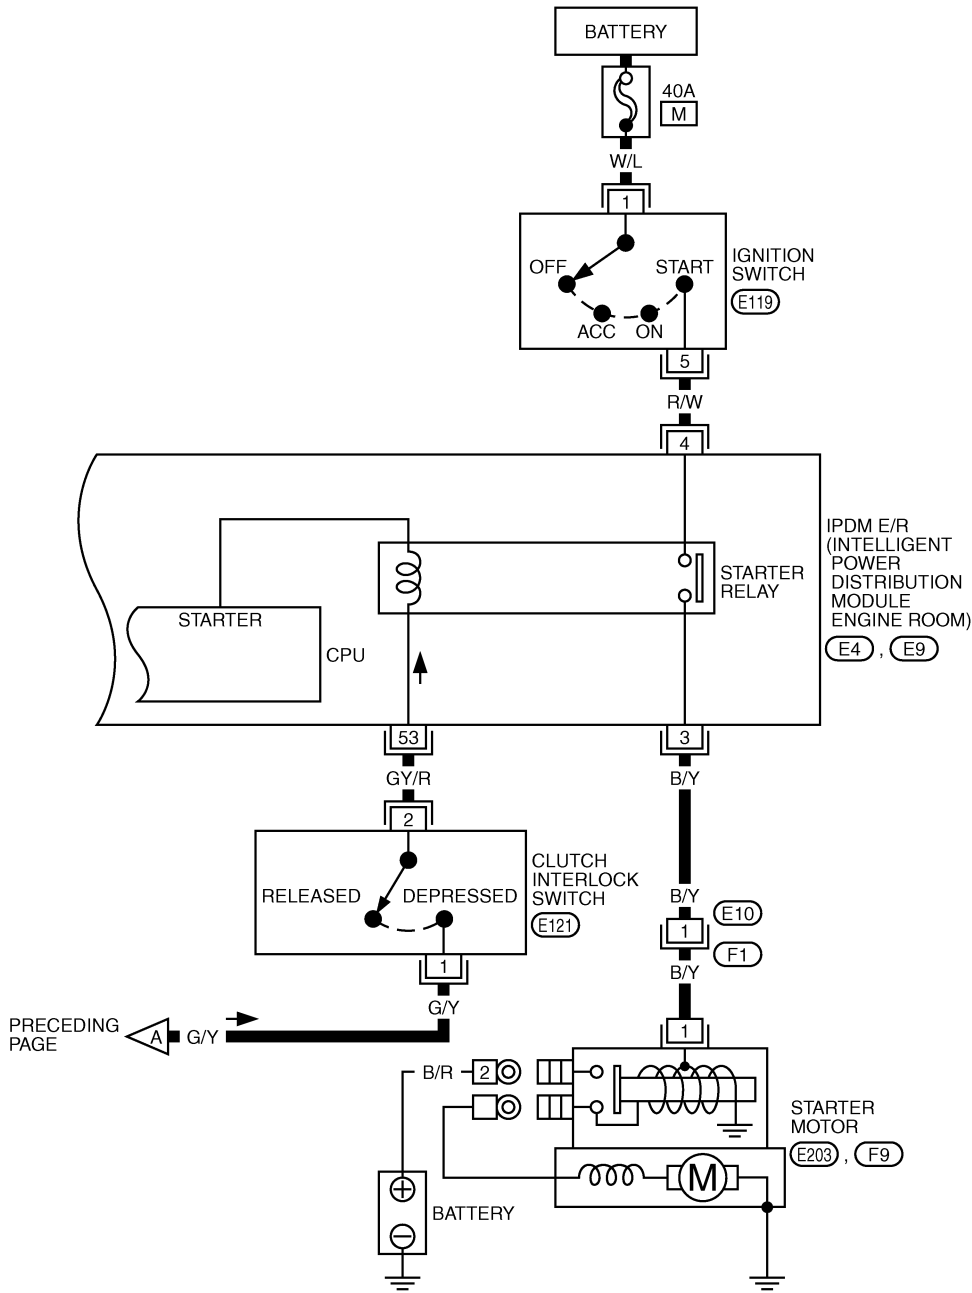 BATTERY
40A
M
W/L
1
OFF
START
ACC
ON
IGNITION
SWITCH
E119
5
R/W
4
STARTER
CPU
STARTER
RELAY
IPDM E/R
(INTELLIGENT
POWER
DISTRIBUTION
MODULE
ENGINE ROOM)
E4 , E9
53
3
GY/R
B/Y
2
RELEASED
DEPRESSED
CLUTCH
INTERLOCK
SWITCH
E121
B/Y
E10
1
F1
B/Y
1
G/Y
PRECEDING
PAGE
A
G/Y
1
B/R
2
STARTER
MOTOR
E203 , F9
M
+
BATTERY
−